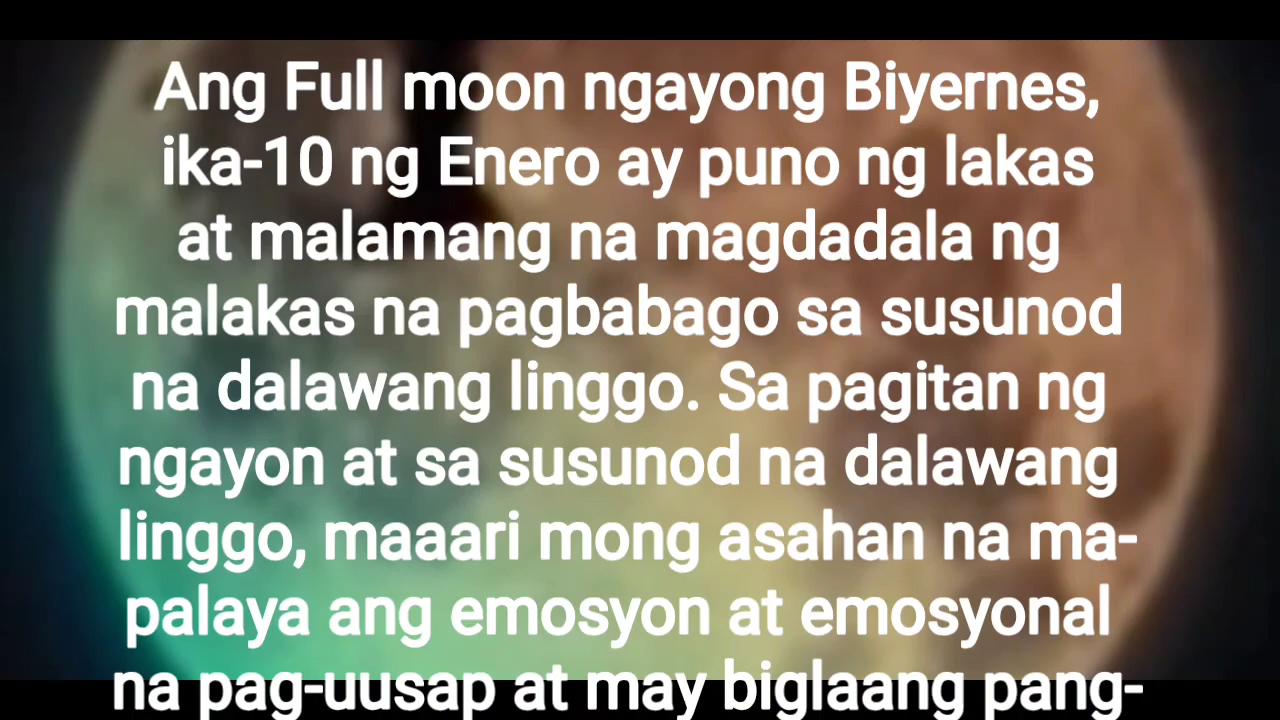 Ang Full moon ngayong Biyernes,
ika-10 ng Enero ay puno ng lakas
at malamang na magdadala ng
malakas na pagbabago sa susunod
na dalawang linggo. Sa pagitan ng
ngayon at sa susunod na dalawang
linggo, maaari mong asahan na ma-
palaya ang emosyon at emosyonal
na pag-uusap at may biglaang pang-